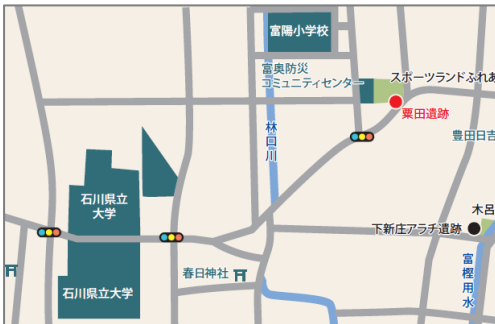 富陽小学校
スポーツランドふれあ
富奥防災
コミュニティセンター
粟田遺跡
林口川
豊田日吉
石川県立
大学
木呂
下新庄アラチ遺跡
春日神社
富樫用水
石川県立大学